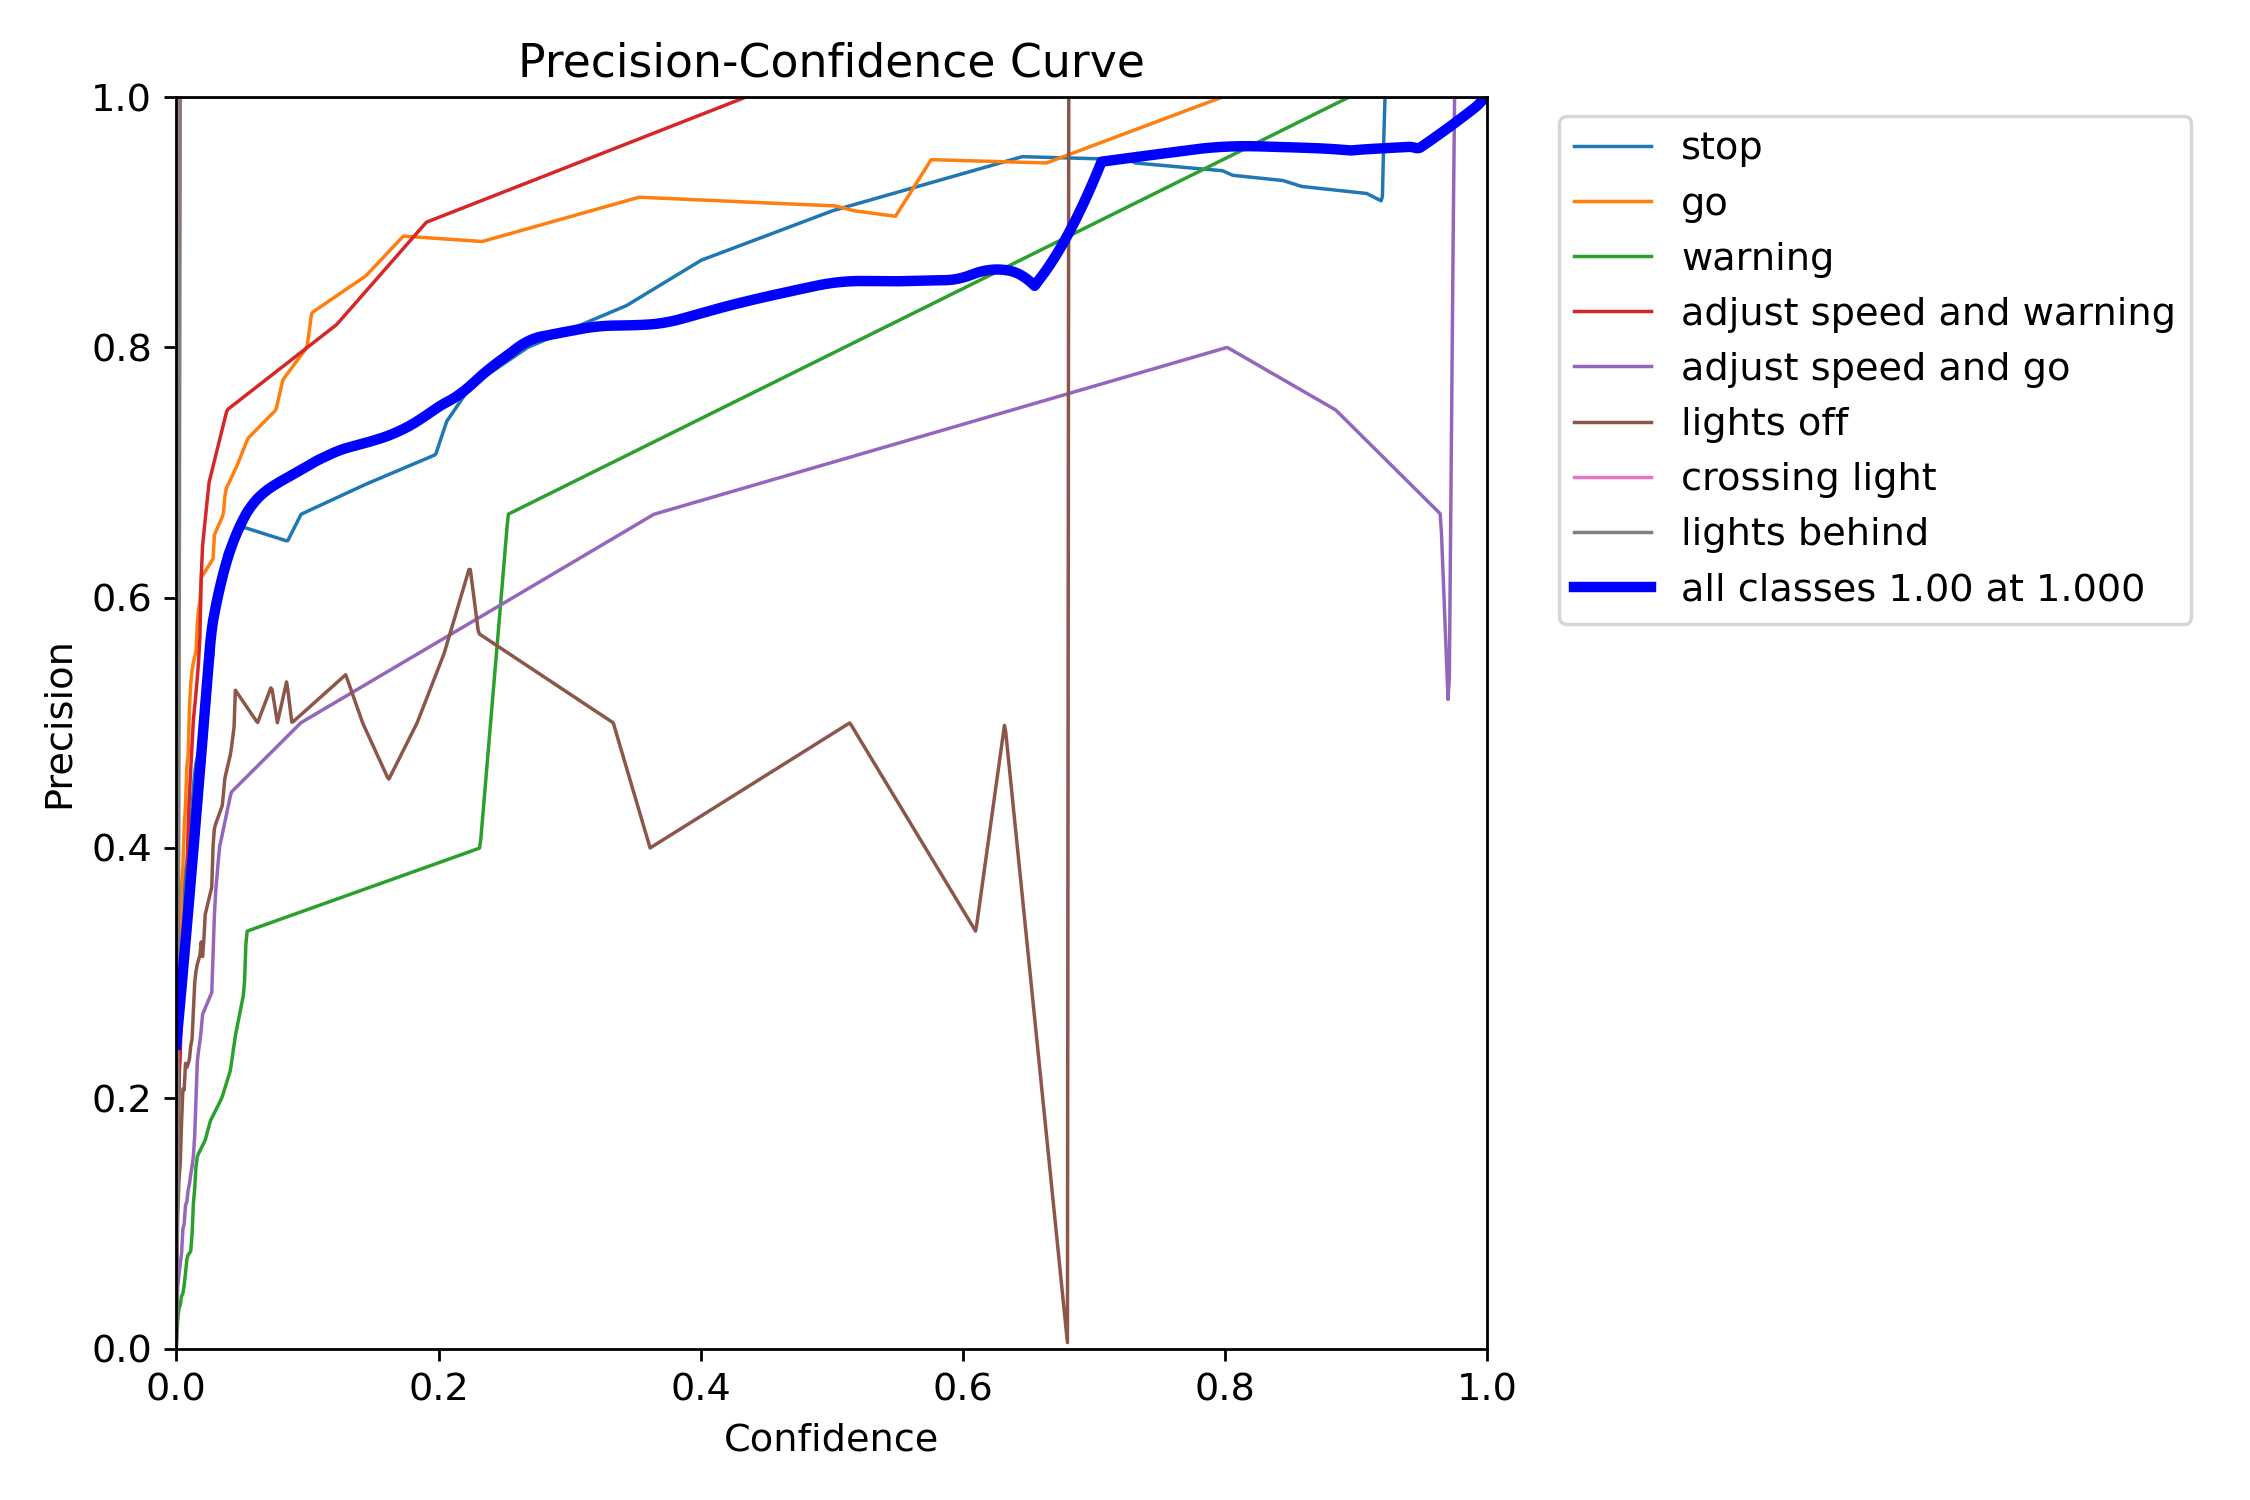 Precision-Confidence Curve
1.0
0.8
0.6
0.4
0.2
0.0
Precision
0.0 0.2 0.4 0.6 0.8 1.0
Confidence
stop
go
warning
adjust speed and warning
adjust speed and go
lights off
crossing light
lights behind
all classes 1.00 at 1.000